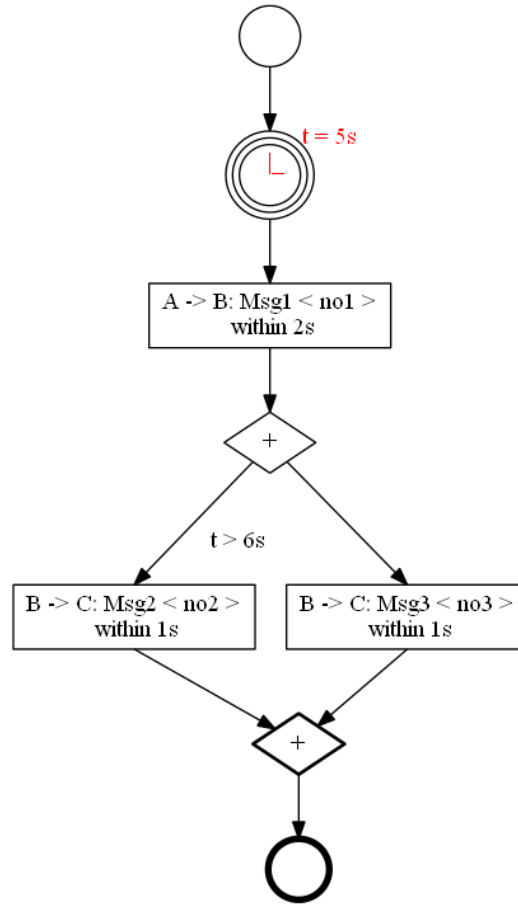 t = 5s
A -> B: Msg1 < no1 >
within 2s
+
t > 6s
B -> C: Msg2 < no2 >
within 1s
B -> C: Msg3 < no3 >
within 1s
+